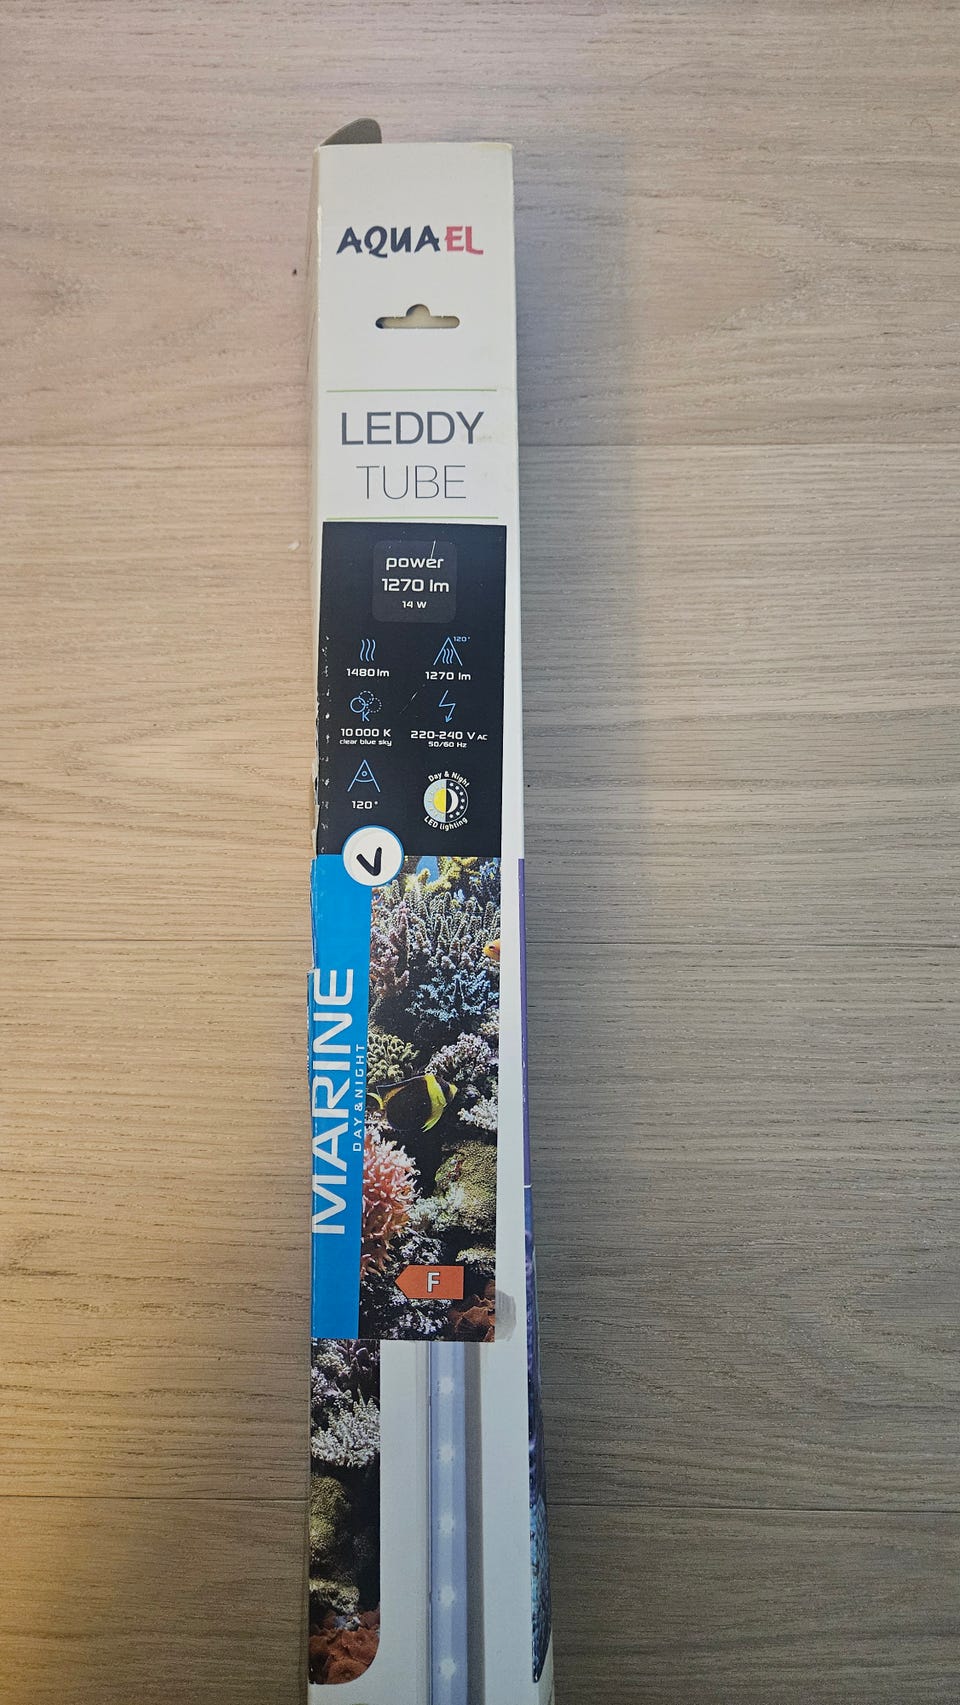 AQUAEL
LEDDY
TUBE
power
1270 lm
14 W
120°
1480 lm
1270 lm
K
10 000 K
clear blue sky
220-240 V AC
50/60 Hz
120°
Day & Night
LED lighting
V
MARINE
DAY & NIGHT
F